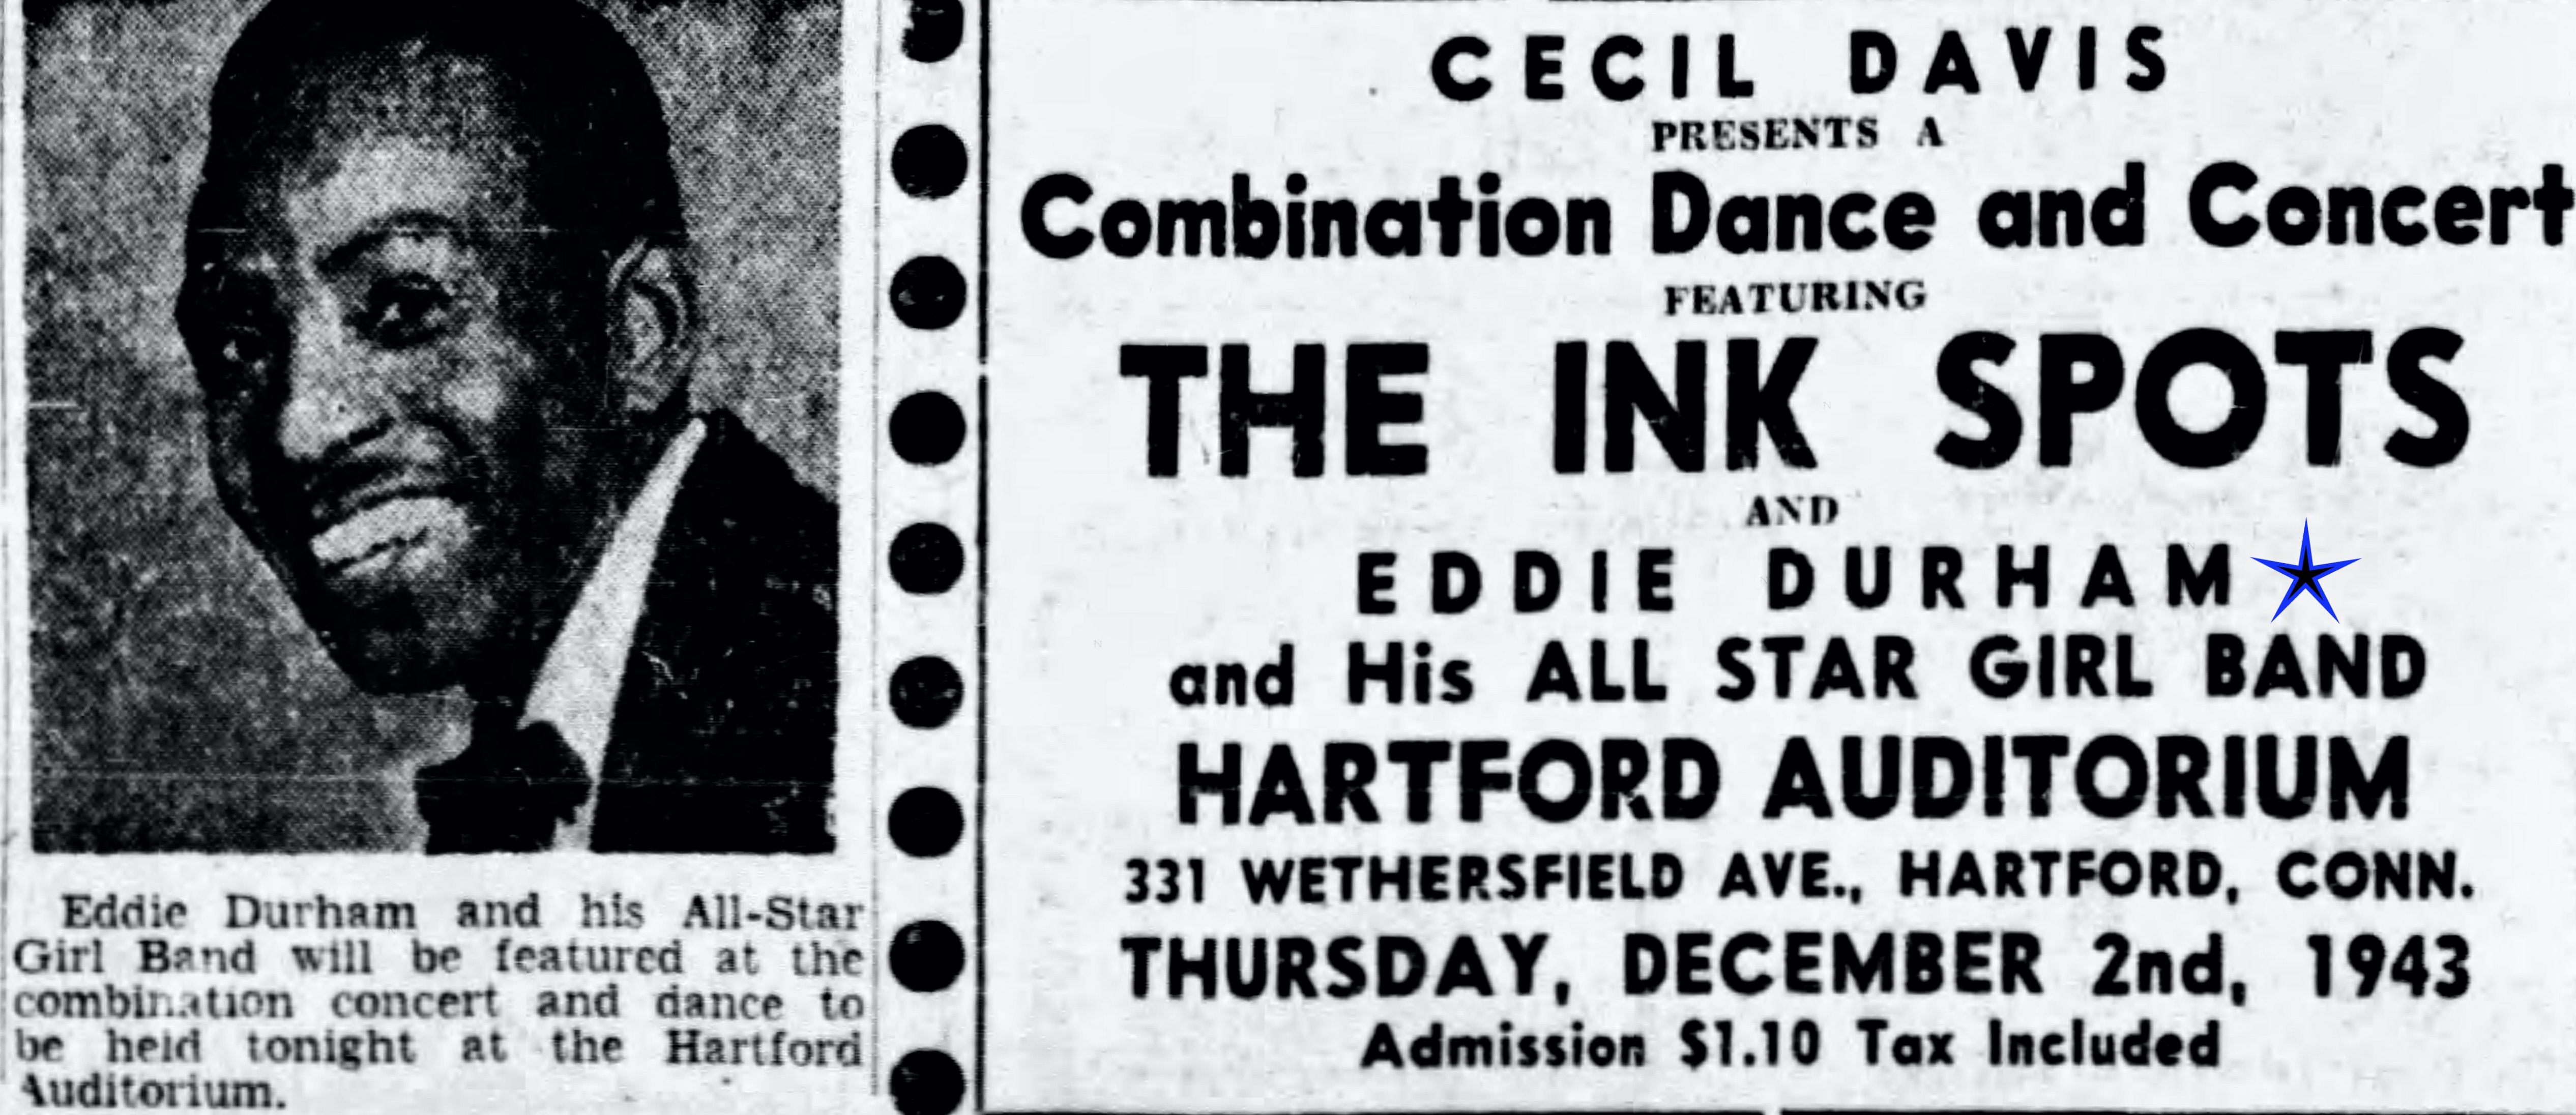 Eddie Durham and his All-Star
Girl Band will be featured at the
combination concert and dance to
be held tonight at the Hartford
Auditorium.
CECIL DAVIS
PRESENTS A
Combination Dance and Concert
FEATURING
THE INK SPOTS
AND
EDDIE DURHAM
and His ALL STAR GIRL BAND
HARTFORD AUDITORIUM
331 WETHERSFIELD AVE., HARTFORD, CONN.
THURSDAY, DECEMBER 2nd, 1943
Admission $1.10 Tax Included